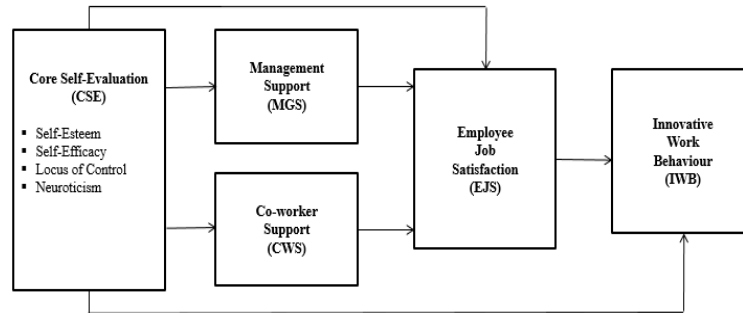 Core Self-Evaluation
(CSE)
▪ Self-Esteem
▪ Self-Efficacy
▪ Locus of Control
▪ Neuroticism
Management
Support
(MGS)
Co-worker
Support
(CWS)
Employee
Job
Satisfaction
(EJS)
Innovative
Work
Behaviour
(IWB)